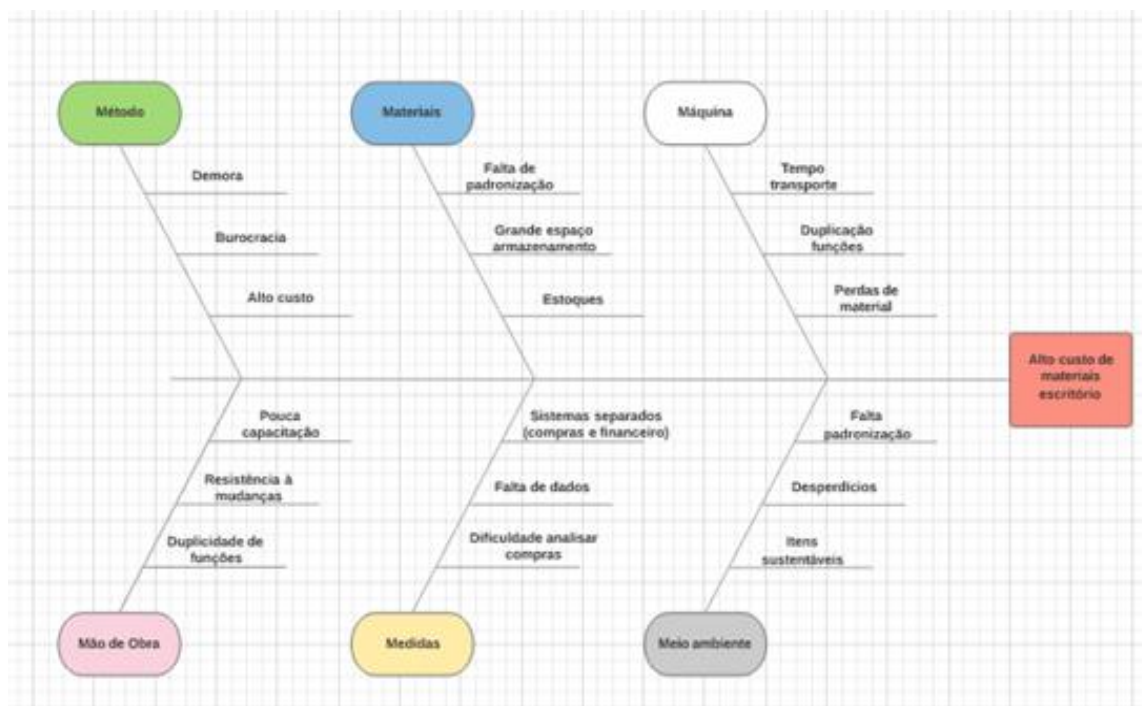 Método
Materiais
Máquina
Demora
Falta de
padronização
Tempo
transporte
Burocracia
Grande espaço
armazenamento
Duplicação
funções
Alto custo
Estoques
Perdas de
material
Alto custo de
materiais
escritório
Pouca
capacitação
Sistemas separados
(compras e financeiro)
Falta
padronização
Resistência à
mudanças
Falta de dados
Desperdícios
Duplicidade de
funções
Dificuldade analisar
compras
Itens
sustentáveis
Mão de Obra
Medidas
Meio ambiente